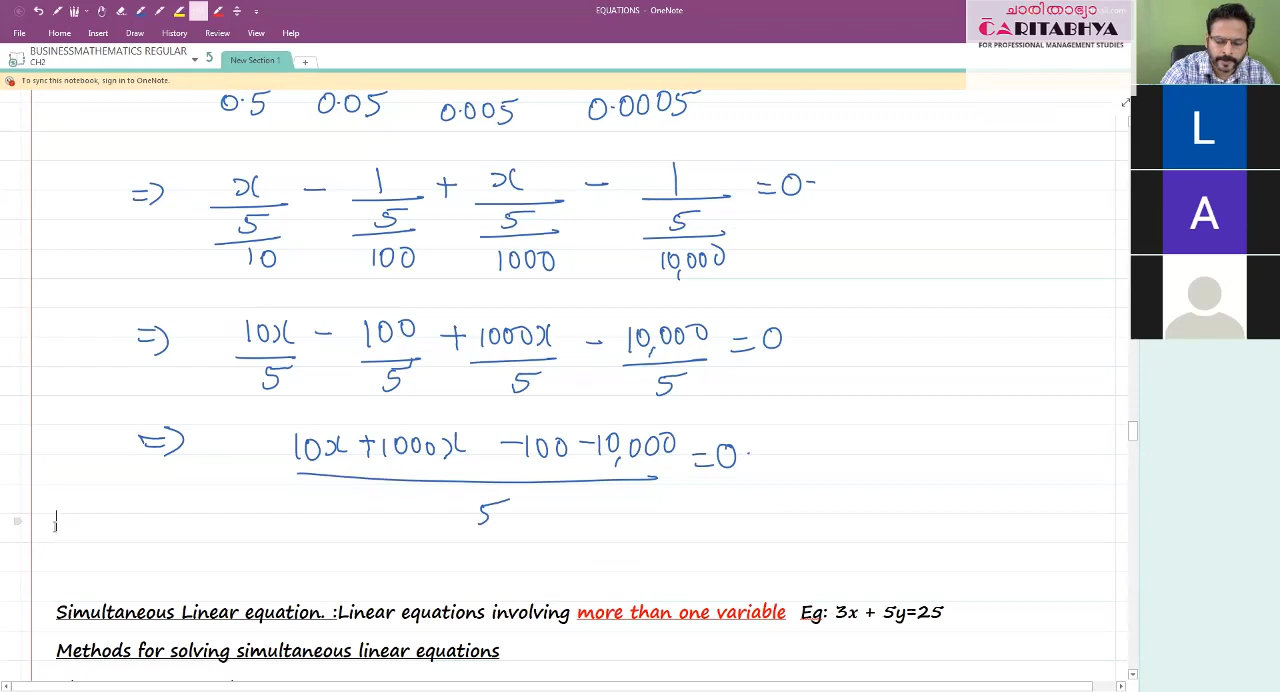 EQUATIONS - OneNote
ചാരിതാഭ്യാ
CARITABHYA
FOR PROFESSIONAL MANAGEMENT STUDIES
File Home Insert Draw History Review View Help
BUSINESSMATHEMATICS REGULAR
CH2
New Section 1
To sync this notebook, sign in to OneNote.
0.5 0.05 0.005 0.0005
=> x/(5/10) - 1/(5/100) + x/(5/1000) - 1/(5/10,000) = 0
=> 10x/5 - 100/5 + 1000x/5 - 10,000/5 = 0
=> (10x + 1000x - 100 - 10,000)/5 = 0
Simultaneous Linear equation. :Linear equations involving more than one variable Eg: 3x + 5y=25
Methods for solving simultaneous linear equations
L
A